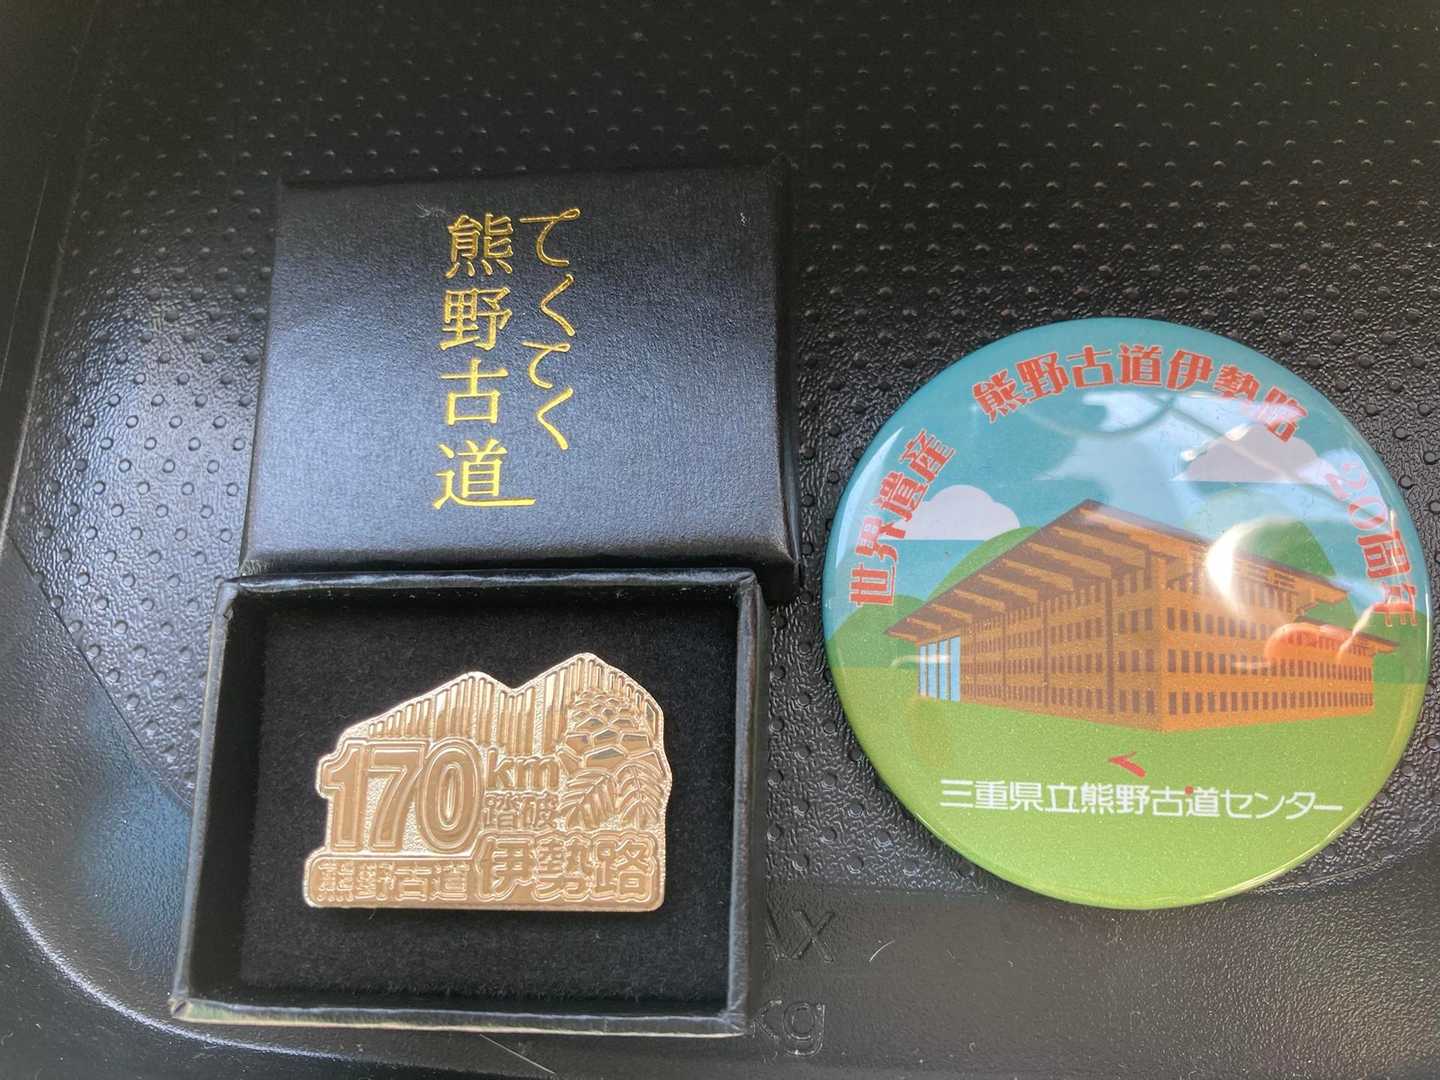 てくてく
熊野古道
170km
踏破
熊野古道伊勢路
世界遺産 熊野古道伊勢路 20周年
三重県立熊野古道センター
kg